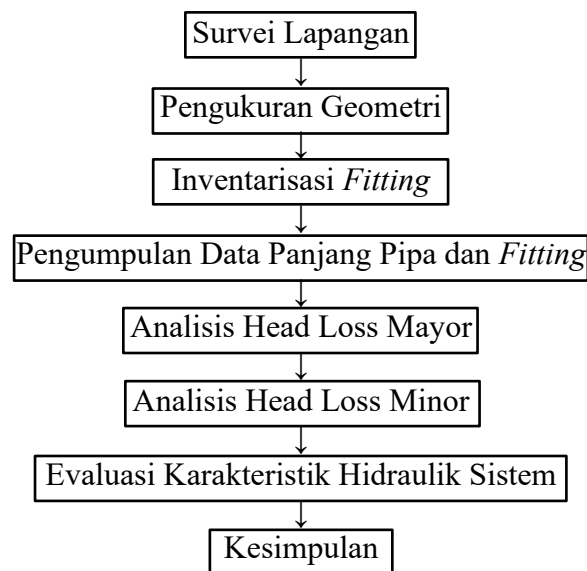 Survei Lapangan
Pengukuran Geometri
Inventarisasi Fitting
Pengumpulan Data Panjang Pipa dan Fitting
Analisis Head Loss Mayor
Analisis Head Loss Minor
Evaluasi Karakteristik Hidraulik Sistem
Kesimpulan